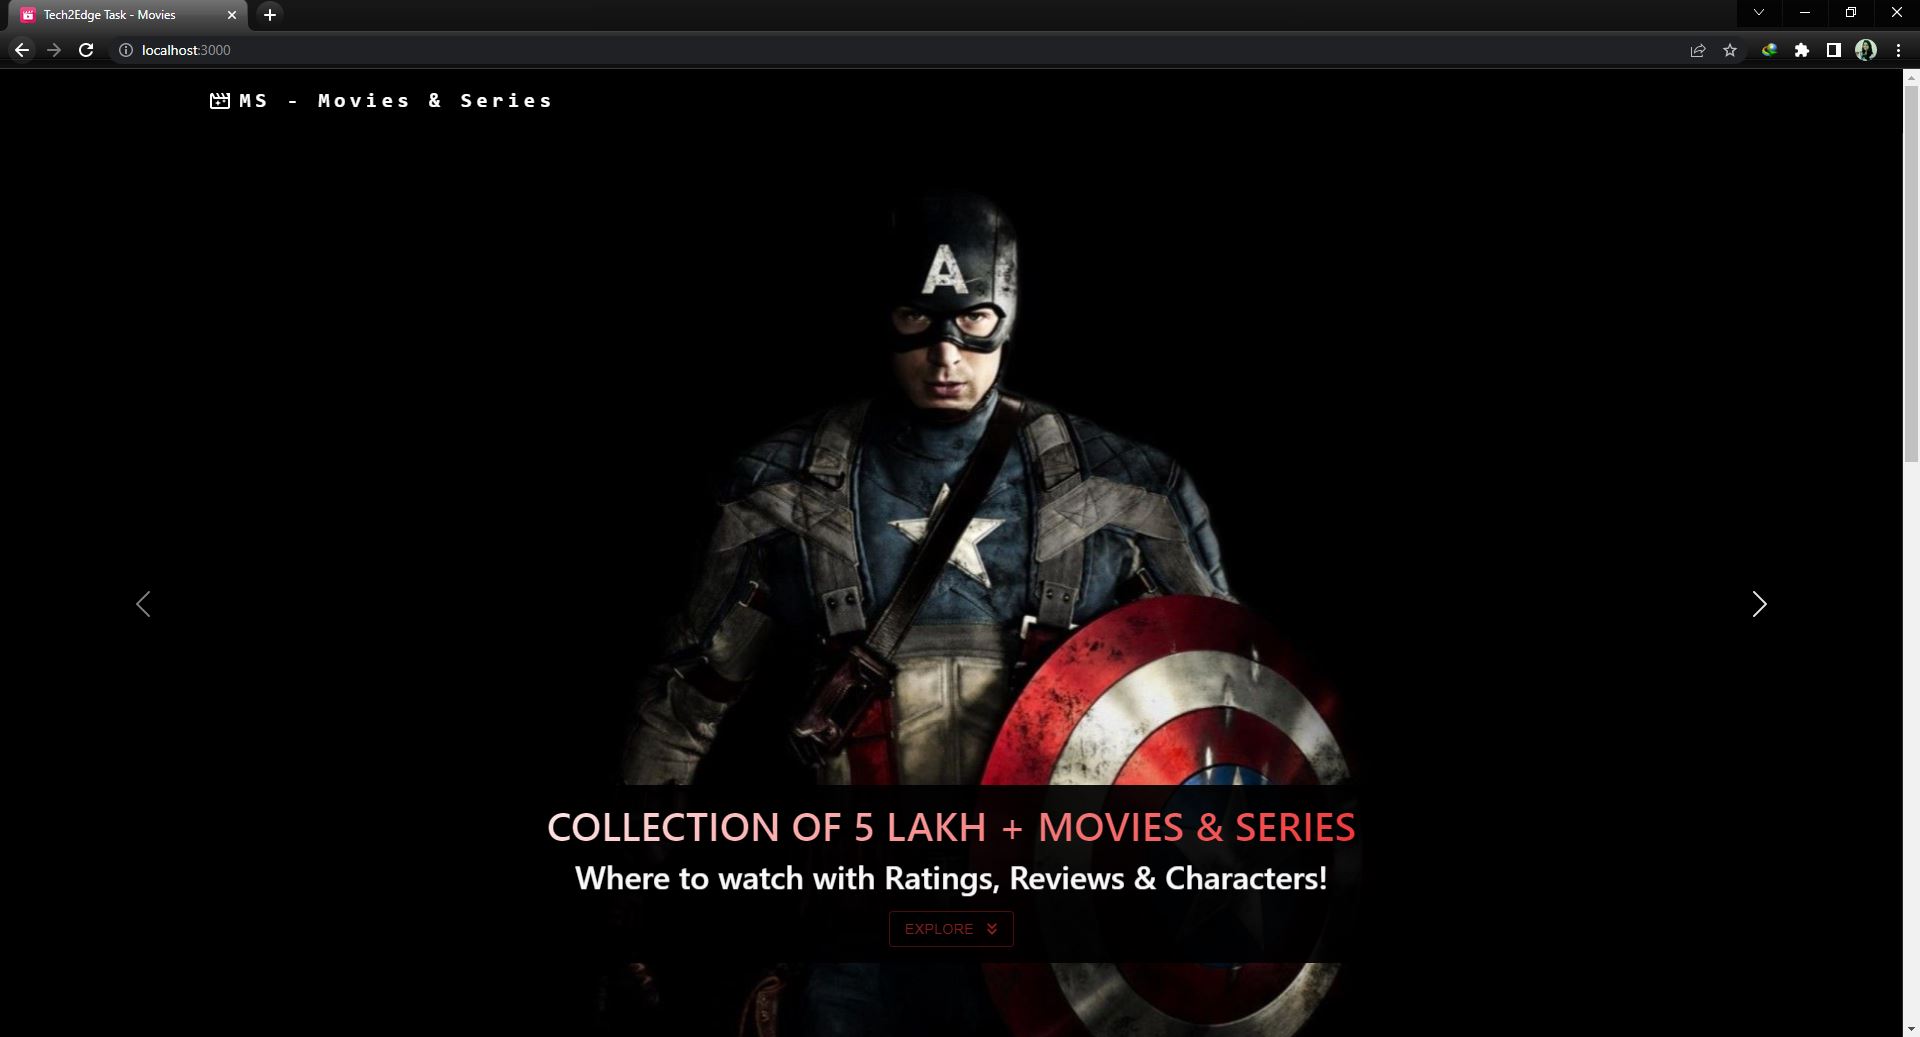 Tech2Edge Task - Movies
localhost:3000
MS - Movies & Series
A
COLLECTION OF 5 LAKH + MOVIES & SERIES
Where to watch with Ratings, Reviews & Characters!
EXPLORE